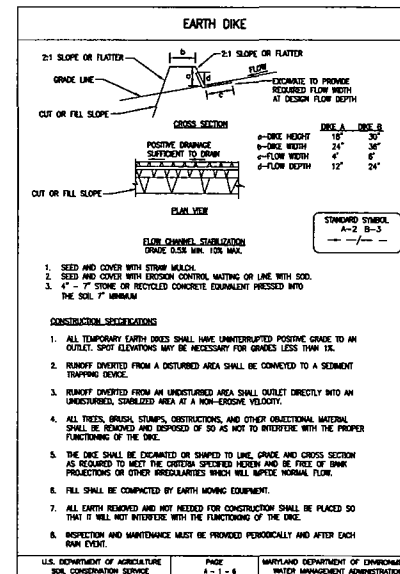 EARTH DIKE
2:1 SLOPE OR FLATTER
b
2:1 SLOPE OR FLATTER
GRADE LINE
FLOW
a
d
c
EXCAVATE TO PROVIDE
REQUIRED FLOW WIDTH
AT DESIGN FLOW DEPTH
CUT OR FILL SLOPE
CROSS SECTION
DIKE A DIKE B
a-DIKE HEIGHT 18" 30"
b-DIKE WIDTH 24" 36"
c-FLOW WIDTH 4' 6'
d-FLOW DEPTH 12" 24"
POSITIVE DRAINAGE
SUFFICIENT TO DRAIN
CUT OR FILL SLOPE
PLAN VIEW
STANDARD SYMBOL
A-2 B-3
FLOW CHANNEL STABILIZATION
GRADE 0.5% MIN. 10% MAX.
1. SEED AND COVER WITH STRAW MULCH.
2. SEED AND COVER WITH EROSION CONTROL MATTING OR LINE WITH SOD.
3. 4" - 7" STONE OR RECYCLED CONCRETE EQUIVALENT PRESSED INTO
THE SOIL 7" MINIMUM
CONSTRUCTION SPECIFICATIONS
1. ALL TEMPORARY EARTH DIKES SHALL HAVE UNINTERRUPTED POSITIVE GRADE TO AN
OUTLET. SPOT ELEVATIONS MAY BE NECESSARY FOR GRADES LESS THAN 1%.
2. RUNOFF DIVERTED FROM A DISTURBED AREA SHALL BE CONVEYED TO A SEDIMENT
TRAPPING DEVICE.
3. RUNOFF DIVERTED FROM AN UNDISTURBED AREA SHALL OUTLET DIRECTLY INTO AN
UNDISTURBED, STABILIZED AREA AT A NON-EROSIVE VELOCITY.
4. ALL TREES, BRUSH, STUMPS, OBSTRUCTIONS, AND OTHER OBJECTIONAL MATERIAL
SHALL BE REMOVED AND DISPOSED OF SO AS NOT TO INTERFERE WITH THE PROPER
FUNCTIONING OF THE DIKE.
5. THE DIKE SHALL BE EXCAVATED OR SHAPED TO LINE, GRADE AND CROSS SECTION
AS REQUIRED TO MEET THE CRITERIA SPECIFIED HEREIN AND BE FREE OF BANK
PROJECTIONS OR OTHER IRREGULARITIES WHICH WILL IMPEDE NORMAL FLOW.
6. FILL SHALL BE COMPACTED BY EARTH MOVING EQUIPMENT.
7. ALL EARTH REMOVED AND NOT NEEDED FOR CONSTRUCTION SHALL BE PLACED SO
THAT IT WILL NOT INTERFERE WITH THE FUNCTIONING OF THE DIKE.
8. INSPECTION AND MAINTENANCE MUST BE PROVIDED PERIODICALLY AND AFTER EACH
RAIN EVENT.
U.S. DEPARTMENT OF AGRICULTURE
SOIL CONSERVATION SERVICE
PAGE
A - 1 - 6
MARYLAND DEPARTMENT OF ENVIRONME
WATER MANAGEMENT ADMINISTRATION